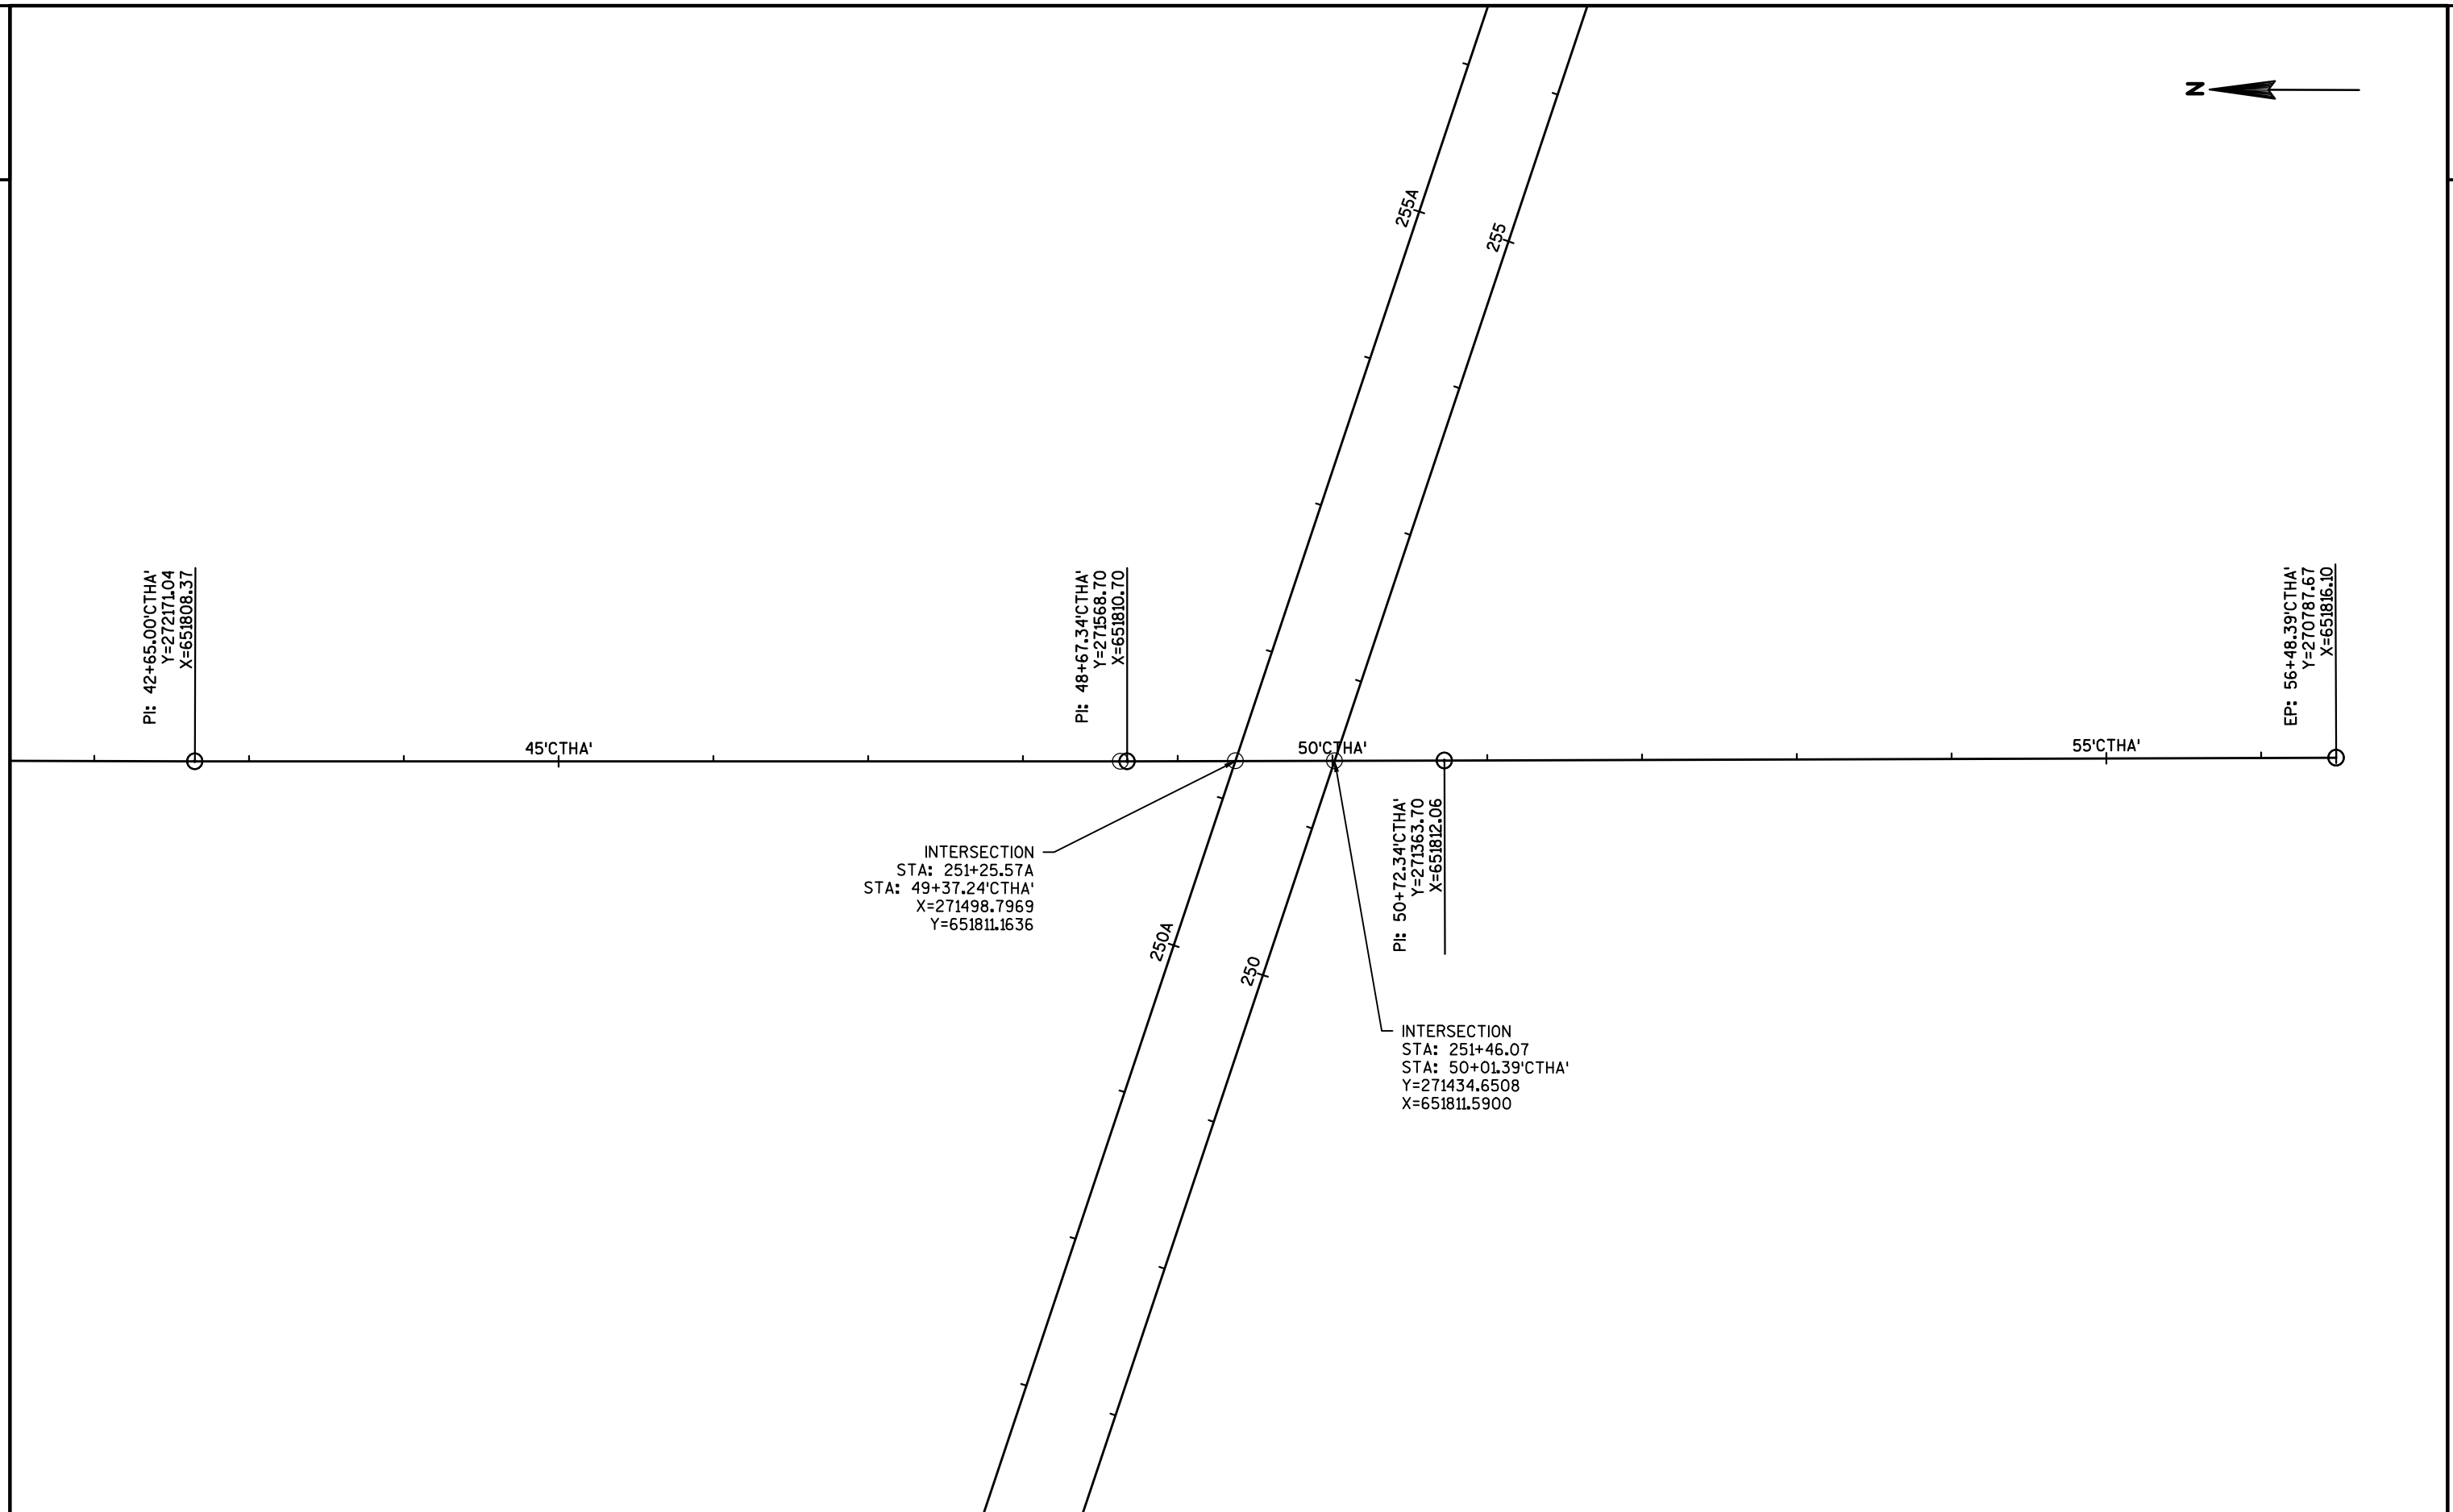 N
255A
255
PI: 42+65.00'CTHA'
Y=272171.04
X=651808.37
PI: 48+67.34'CTHA'
Y=271568.70
X=651810.70
EP: 56+48.39'CTHA'
Y=270787.67
X=651816.10
45'CTHA'
50'CTHA'
55'CTHA'
PI: 50+72.34'CTHA'
Y=271363.70
X=651812.06
INTERSECTION
STA: 251+25.57A
STA: 49+37.24'CTHA'
X=271498.7969
Y=651811.1636
250A
250
INTERSECTION
STA: 251+46.07
STA: 50+01.39'CTHA'
Y=271434.6508
X=651811.5900